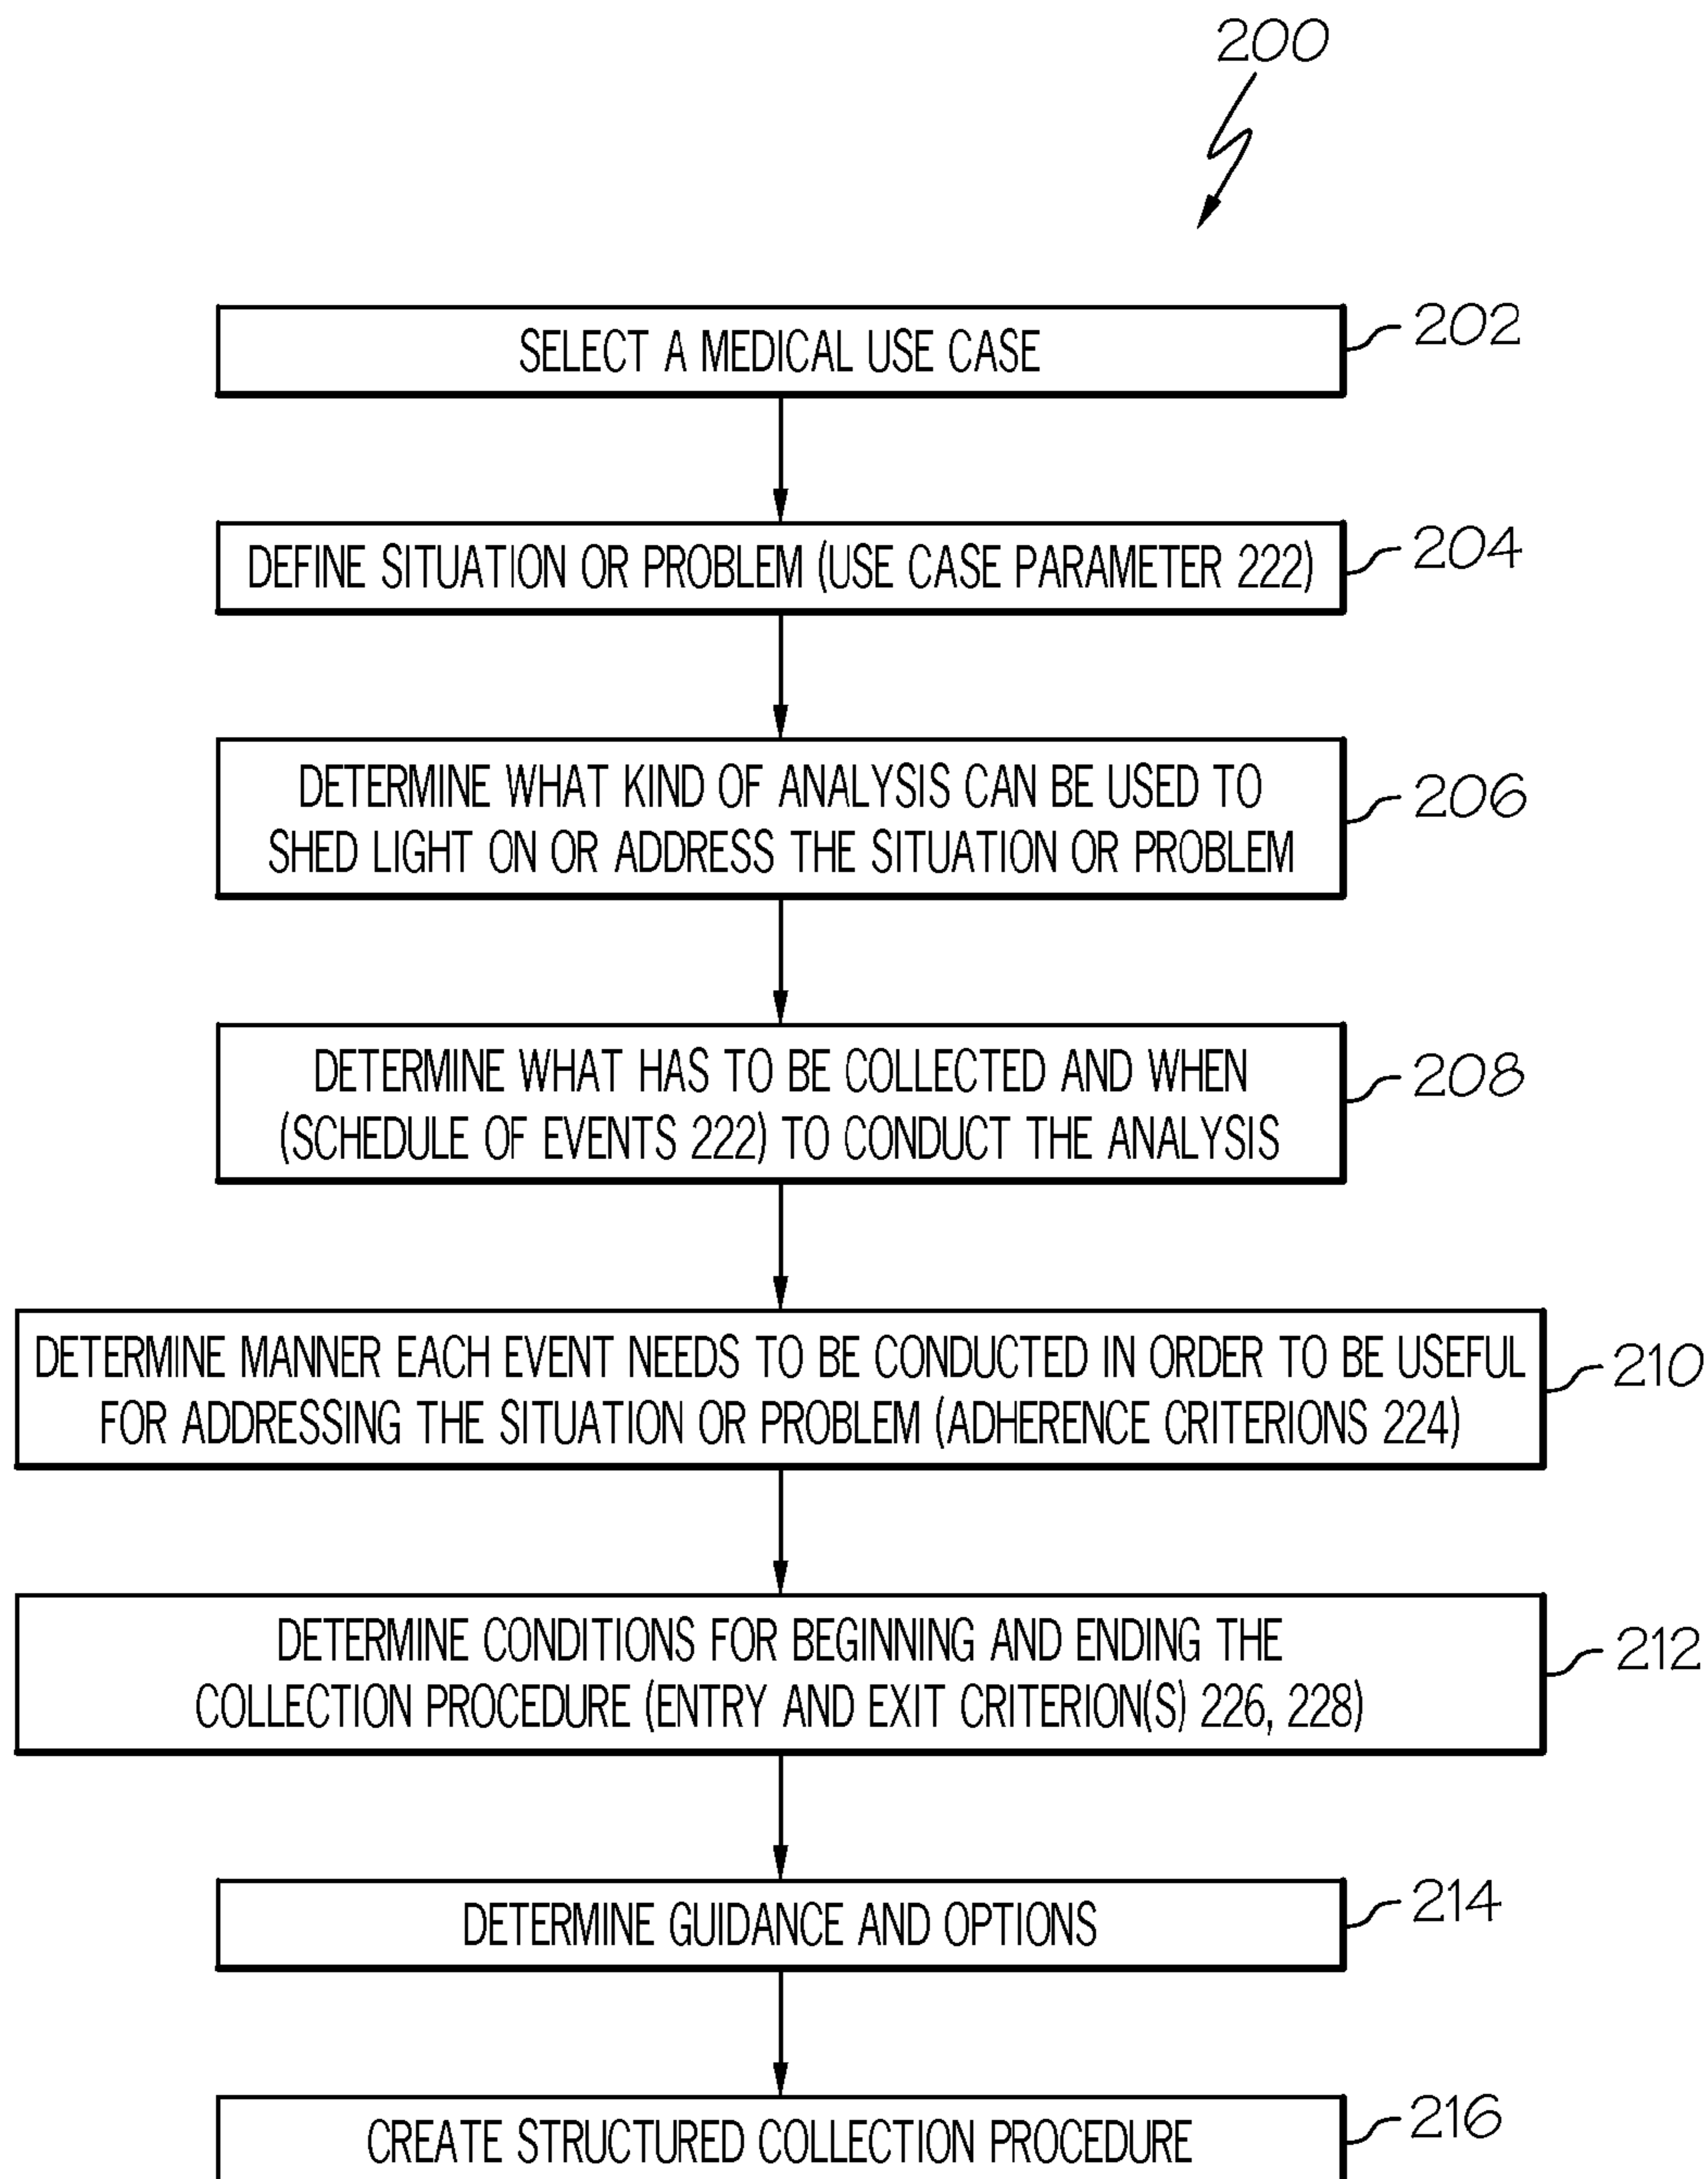 200
SELECT A MEDICAL USE CASE
202
DEFINE SITUATION OR PROBLEM (USE CASE PARAMETER 222)
204
DETERMINE WHAT KIND OF ANALYSIS CAN BE USED TO
SHED LIGHT ON OR ADDRESS THE SITUATION OR PROBLEM
206
DETERMINE WHAT HAS TO BE COLLECTED AND WHEN
(SCHEDULE OF EVENTS 222) TO CONDUCT THE ANALYSIS
208
DETERMINE MANNER EACH EVENT NEEDS TO BE CONDUCTED IN ORDER TO BE USEFUL
FOR ADDRESSING THE SITUATION OR PROBLEM (ADHERENCE CRITERIONS 224)
210
DETERMINE CONDITIONS FOR BEGINNING AND ENDING THE
COLLECTION PROCEDURE (ENTRY AND EXIT CRITERION(S) 226, 228)
212
DETERMINE GUIDANCE AND OPTIONS
214
CREATE STRUCTURED COLLECTION PROCEDURE
216